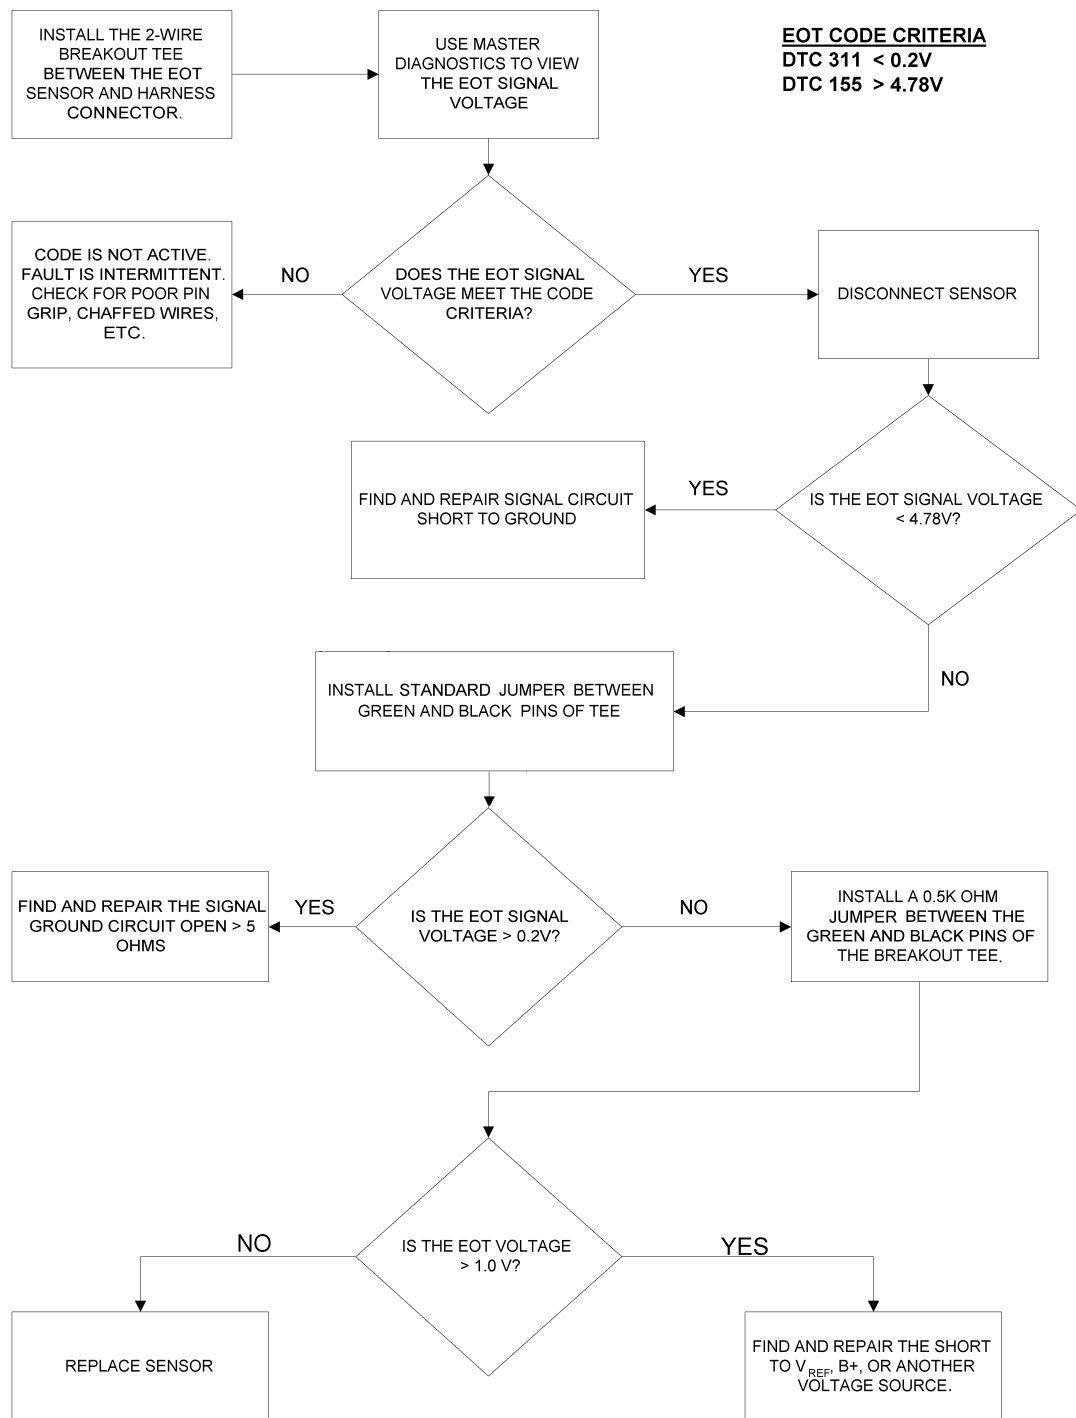 INSTALL THE 2-WIRE
BREAKOUT TEE
BETWEEN THE EOT
SENSOR AND HARNESS
CONNECTOR.
USE MASTER
DIAGNOSTICS TO VIEW
THE EOT SIGNAL
VOLTAGE
EOT CODE CRITERIA
DTC 311 < 0.2V
DTC 155 > 4.78V
CODE IS NOT ACTIVE.
FAULT IS INTERMITTENT.
CHECK FOR POOR PIN
GRIP, CHAFFED WIRES,
ETC.
NO
DOES THE EOT SIGNAL
VOLTAGE MEET THE CODE
CRITERIA?
YES
DISCONNECT SENSOR
FIND AND REPAIR SIGNAL CIRCUIT
SHORT TO GROUND
YES
IS THE EOT SIGNAL VOLTAGE
< 4.78V?
NO
INSTALL STANDARD JUMPER BETWEEN
GREEN AND BLACK PINS OF TEE
FIND AND REPAIR THE SIGNAL
GROUND CIRCUIT OPEN > 5
OHMS
YES
IS THE EOT SIGNAL
VOLTAGE > 0.2V?
NO
INSTALL A 0.5K OHM
JUMPER BETWEEN THE
GREEN AND BLACK PINS OF
THE BREAKOUT TEE.
NO
IS THE EOT VOLTAGE
> 1.0 V?
YES
REPLACE SENSOR
FIND AND REPAIR THE SHORT
TO VREF, B+, OR ANOTHER
VOLTAGE SOURCE.